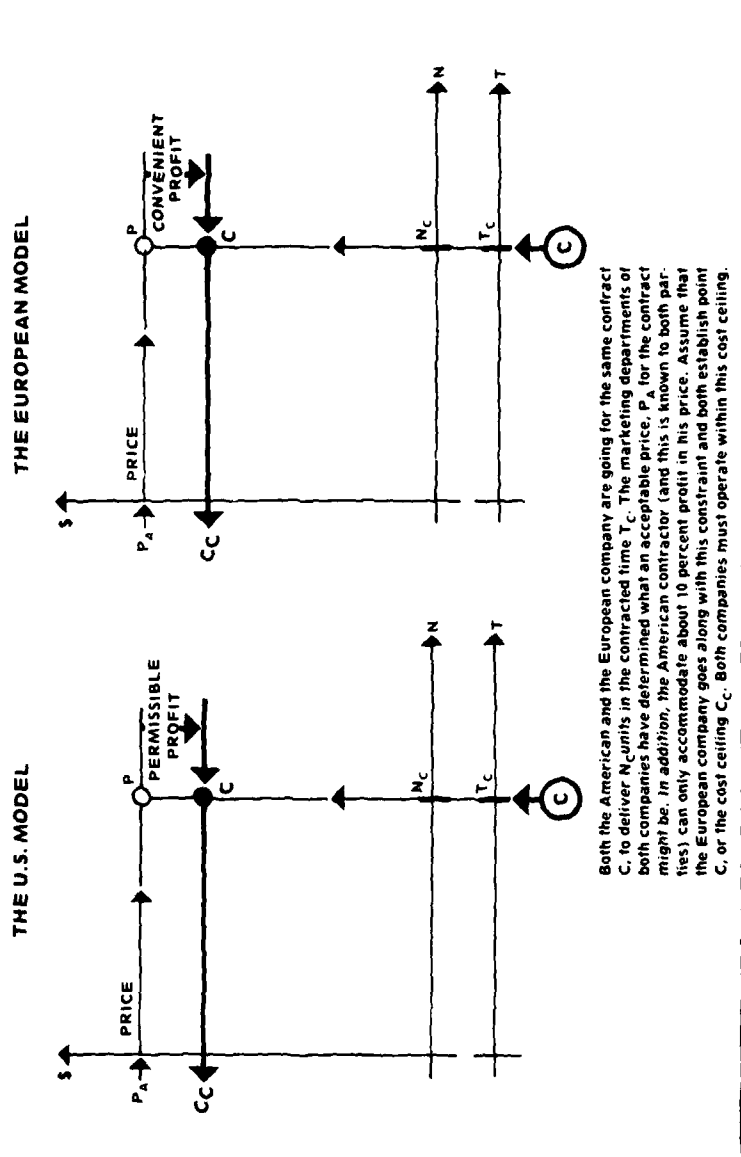 THE U.S. MODEL
$
P_A
PRICE
P
PERMISSIBLE
PROFIT
C_C
C
N_C
N
T_C
T
C
THE EUROPEAN MODEL
$
P_A
PRICE
P
CONVENIENT
PROFIT
C_C
C
N_C
N
T_C
T
C
Both the American and the European company are going for the same contract
C, to deliver N_C units in the contracted time T_C. The marketing departments of
both companies have determined what an acceptable price, P_A for the contract
might be. In addition, the American contractor (and this is known to both par-
ties) can only accommodate about 10 percent profit in his price. Assume that
the European company goes along with this constraint and both establish point
C, or the cost ceiling C_C. Both companies must operate within this cost ceiling.